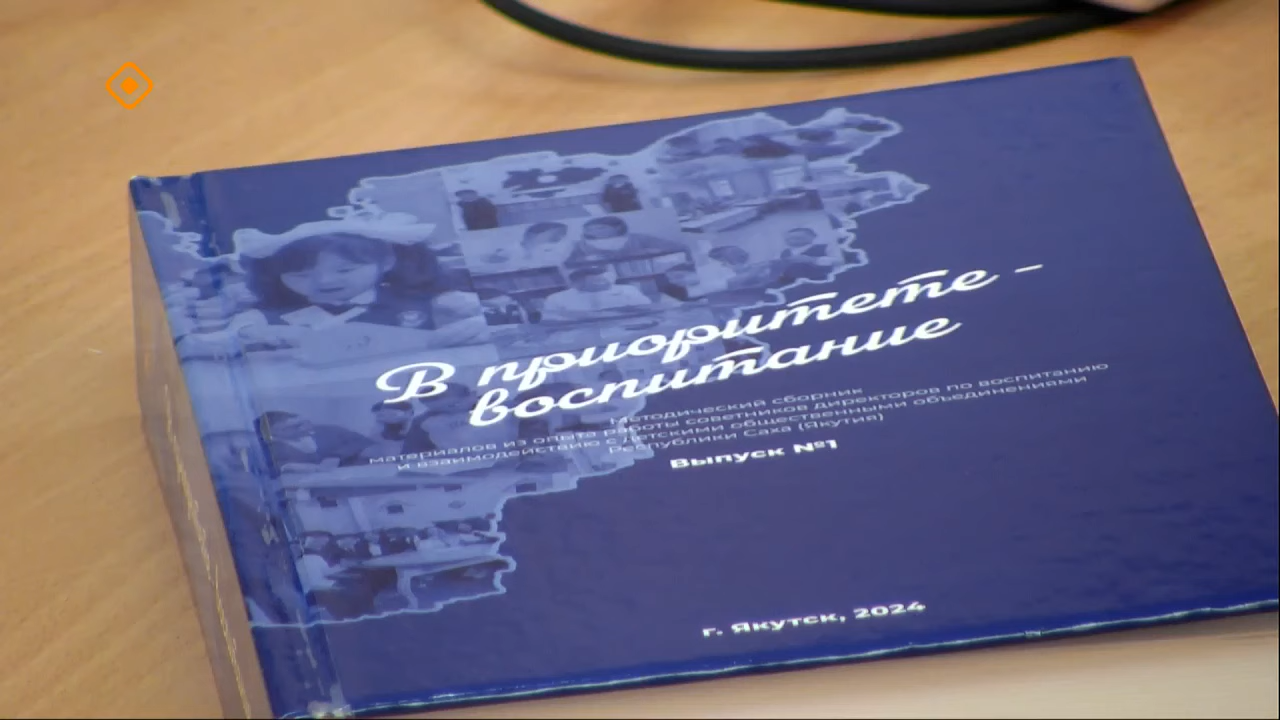 В приоритете –
воспитание
Методический сборник
материалов из опыта работы советников директоров по воспитанию
и взаимодействию с детскими общественными объединениями
Республики Саха (Якутия)
Выпуск №1
г. Якутск, 2024